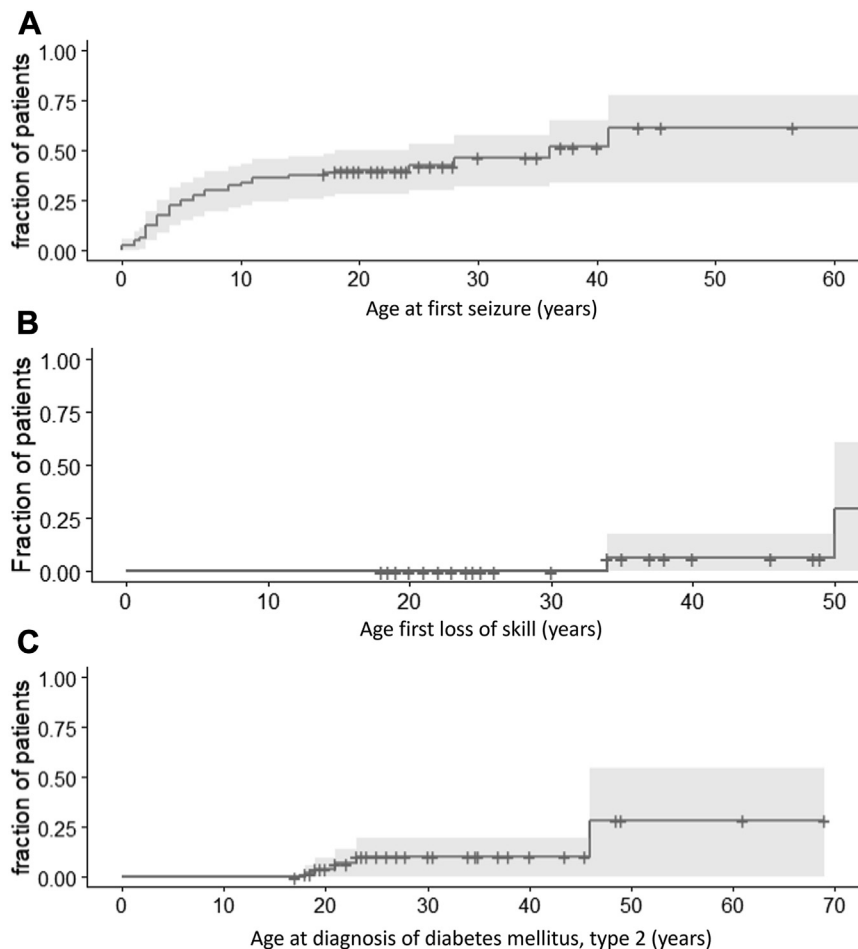 A
fraction of patients
1.00
0.75
0.50
0.25
0.00
0 10 20 30 40 50 60
Age at first seizure (years)
B
Fraction of patients
1.00
0.75
0.50
0.25
0.00
0 10 20 30 40 50
Age first loss of skill (years)
C
fraction of patients
1.00
0.75
0.50
0.25
0.00
0 10 20 30 40 50 60 70
Age at diagnosis of diabetes mellitus, type 2 (years)